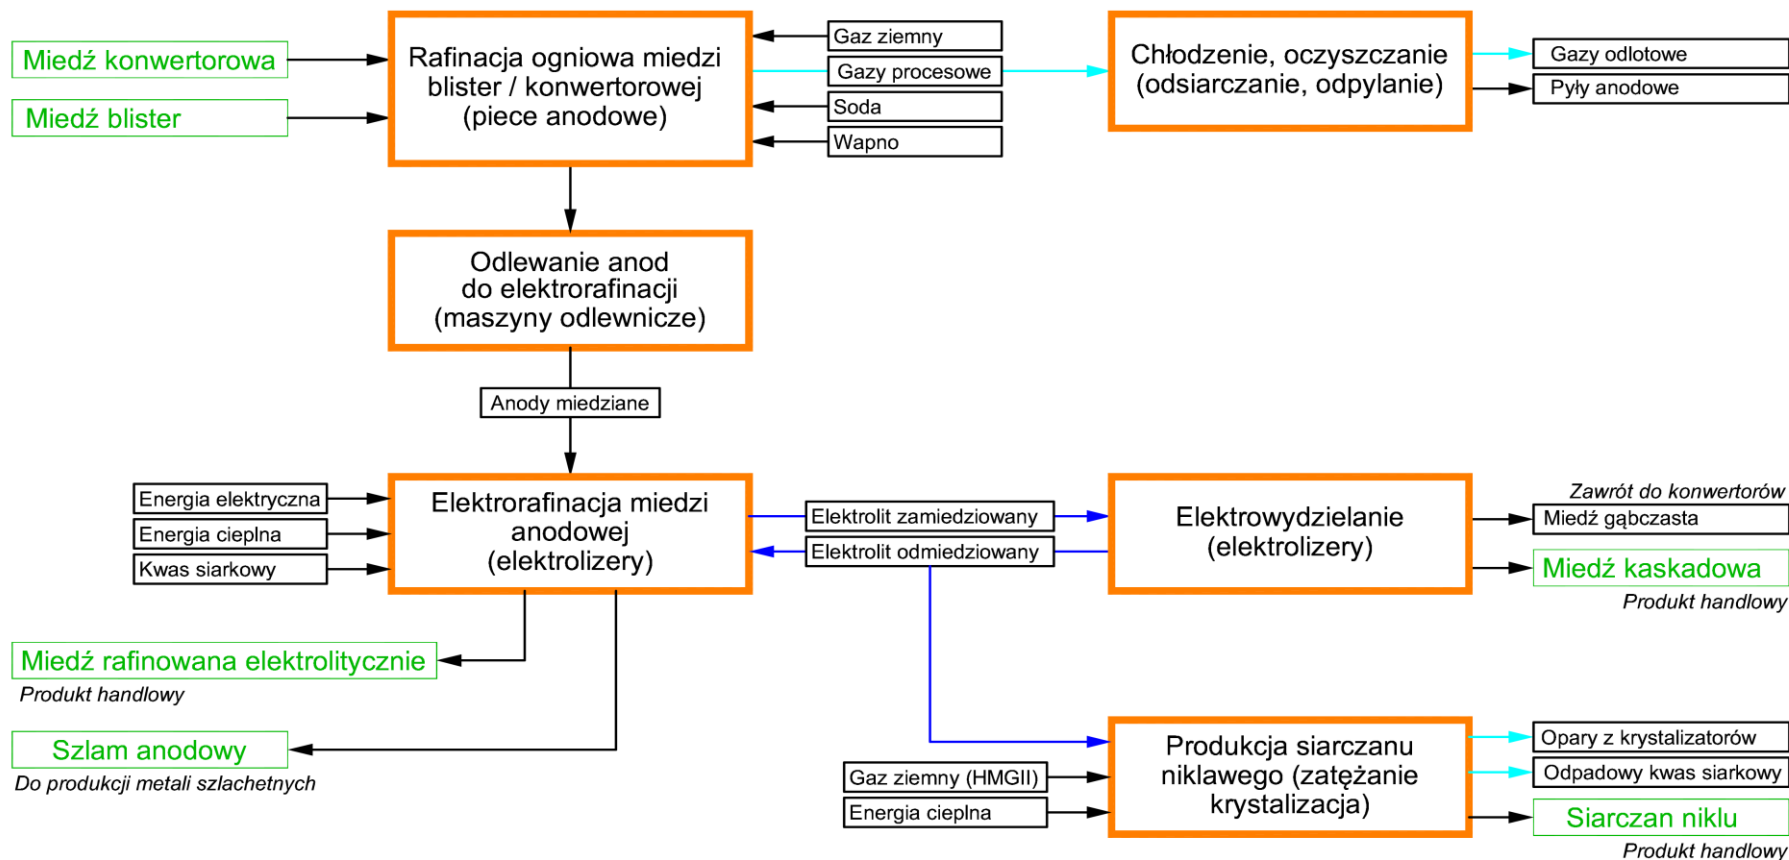 Miedź konwertorowa
Miedź blister
Rafinacja ogniowa miedzi
blister / konwertorowej
(piece anodowe)
Gaz ziemny
Gazy procesowe
Soda
Wapno
Chłodzenie, oczyszczanie
(odsiarczanie, odpylanie)
Gazy odlotowe
Pyły anodowe
Odlewanie anod
do elektrorafinacji
(maszyny odlewnicze)
Anody miedziane
Energia elektryczna
Energia cieplna
Kwas siarkowy
Elektrorafinacja miedzi
anodowej
(elektrolizery)
Elektrolit zamiedziowany
Elektrolit odmiedziowany
Elektrowydzielanie
(elektrolizery)
Zawrót do konwertorów
Miedź gąbczasta
Miedź kaskadowa
Produkt handlowy
Miedź rafinowana elektrolitycznie
Produkt handlowy
Szlam anodowy
Do produkcji metali szlachetnych
Gaz ziemny (HMGII)
Energia cieplna
Produkcja siarczanu
niklawego (zatężanie
krystalizacja)
Opary z krystalizatorów
Odpadowy kwas siarkowy
Siarczan niklu
Produkt handlowy